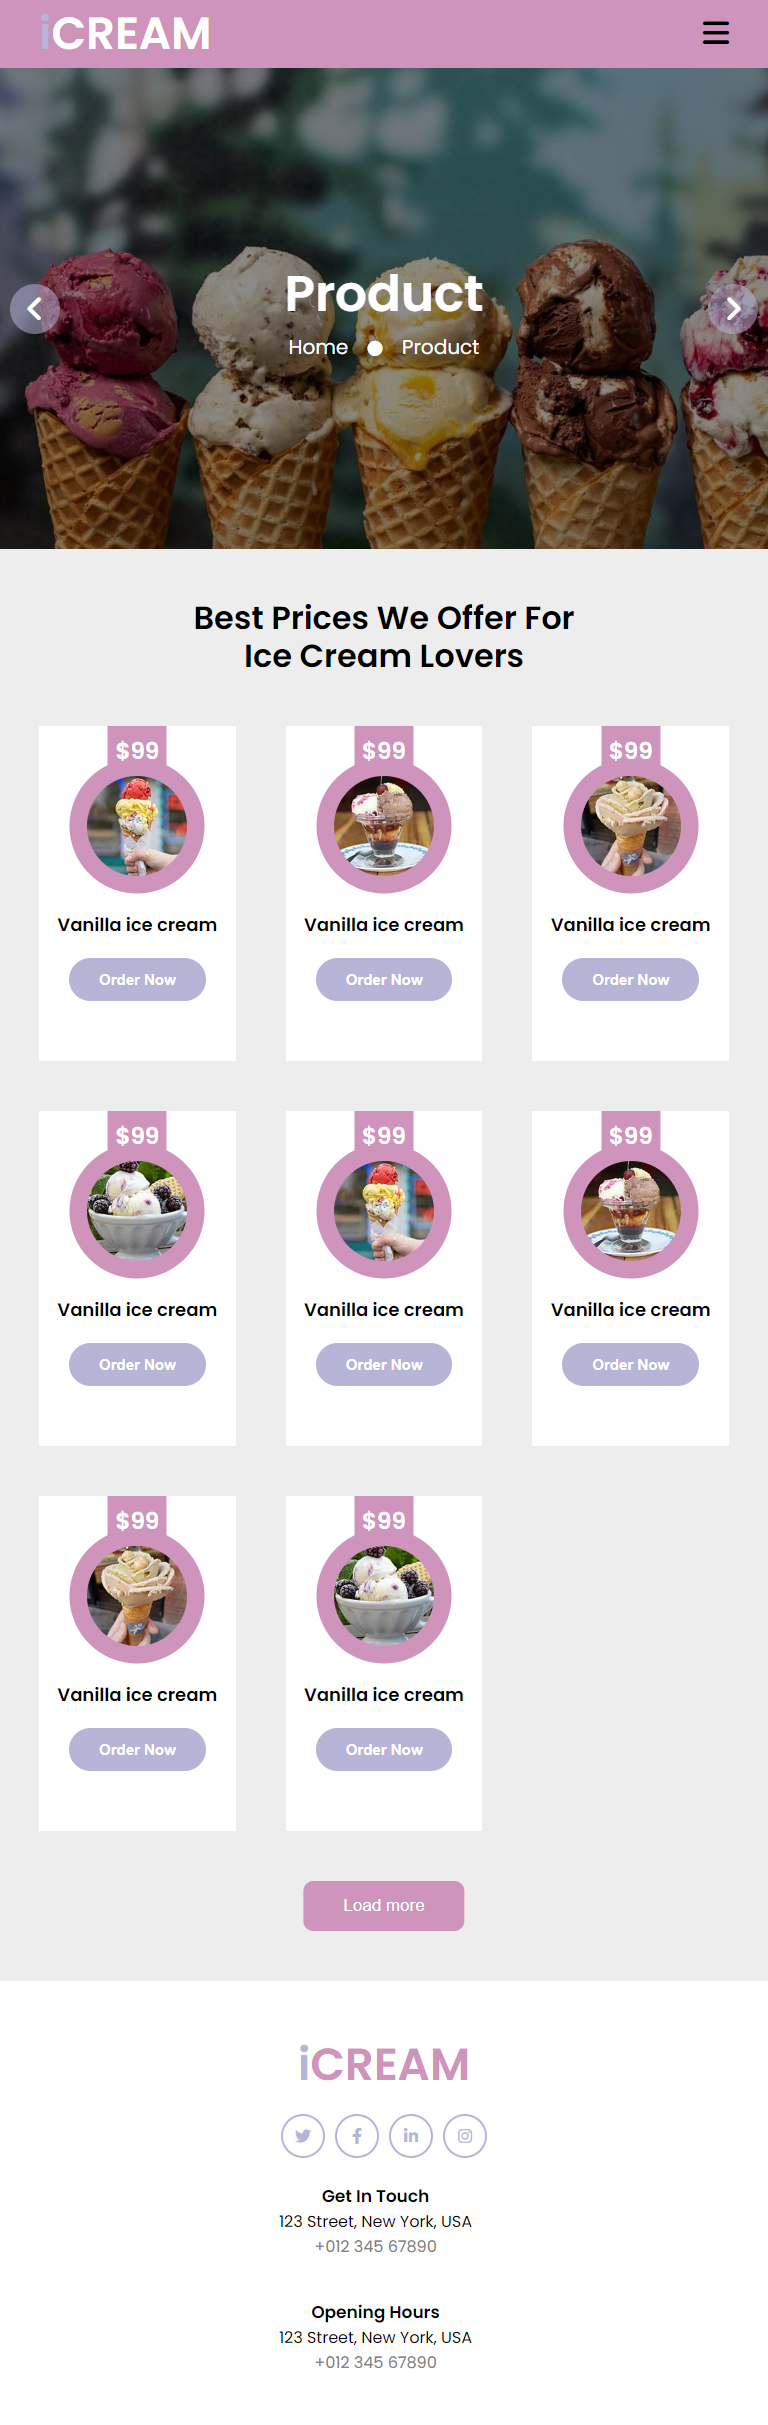 iCREAM
Product
Home Product
Best Prices We Offer For
Ice Cream Lovers
$99 $99 $99
Vanilla ice cream Vanilla ice cream Vanilla ice cream
Order Now Order Now Order Now
$99 $99 $99
Vanilla ice cream Vanilla ice cream Vanilla ice cream
Order Now Order Now Order Now
$99 $99
Vanilla ice cream Vanilla ice cream
Order Now Order Now
Load more
iCREAM
Get In Touch
123 Street, New York, USA
+012 345 67890
Opening Hours
123 Street, New York, USA
+012 345 67890